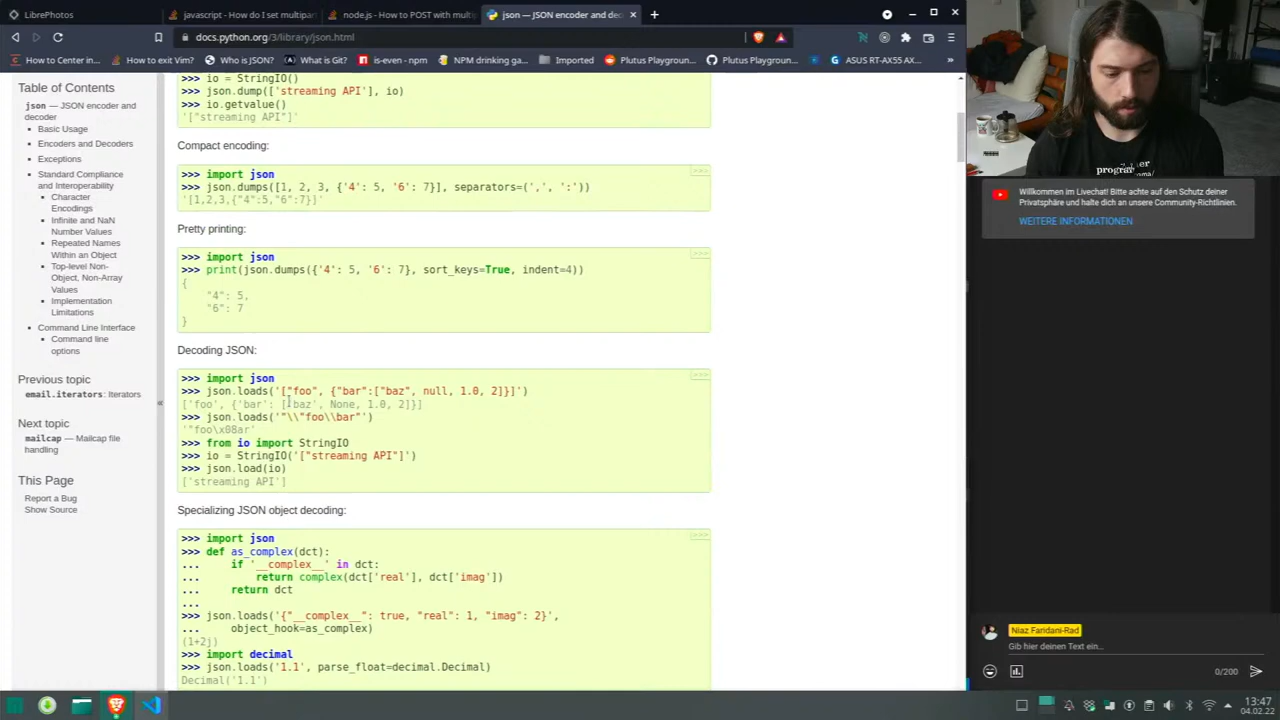 LibrePhotos
javascript - How do I set multipar
node.js - How to POST with multi
json — JSON encoder and dec
docs.python.org/3/library/json.html
How to Center in...
How to exit Vim?
Who is JSON?
What is Git?
is-even - npm
NPM drinking ga...
Imported
Plutus Playgroun...
Plutus Playgroun...
ASUS RT-AX55 AX...
Table of Contents
json — JSON encoder and
decoder
Basic Usage
Encoders and Decoders
Exceptions
Standard Compliance
and Interoperability
Character
Encodings
Infinite and NaN
Number Values
Repeated Names
Within an Object
Top-level Non-
Object, Non-Array
Values
Implementation
Limitations
Command Line Interface
Command line
options
Previous topic
email.iterators: Iterators
Next topic
mailcap — Mailcap file
handling
This Page
Report a Bug
Show Source
«
>>> io = StringIO()
>>> json.dump(['streaming API'], io)
>>> io.getvalue()
'["streaming API"]'
Compact encoding:
>>>
>>> import json
>>> json.dumps([1, 2, 3, {'4': 5, '6': 7}], separators=(',', ':'))
'[1,2,3,{"4":5,"6":7}]'
Pretty printing:
>>>
>>> import json
>>> print(json.dumps({'4': 5, '6': 7}, sort_keys=True, indent=4))
{
"4": 5,
"6": 7
}
Decoding JSON:
>>>
>>> import json
>>> json.loads('["foo", {"bar":["baz", null, 1.0, 2]}]')
['foo', {'bar': ['baz', None, 1.0, 2]}]
>>> json.loads('"\\"foo\\bar"')
'"foo\x08ar'
>>> from io import StringIO
>>> io = StringIO('["streaming API"]')
>>> json.load(io)
['streaming API']
Specializing JSON object decoding:
>>>
>>> import json
>>> def as_complex(dct):
... if '__complex__' in dct:
... return complex(dct['real'], dct['imag'])
... return dct
...
>>> json.loads('{"__complex__": true, "real": 1, "imag": 2}',
... object_hook=as_complex)
(1+2j)
>>> import decimal
>>> json.loads('1.1', parse_float=decimal.Decimal)
Decimal('1.1')
Willkommen im Livechat! Bitte achte auf den Schutz deiner
Privatsphäre und halte dich an unsere Community-Richtlinien.
WEITERE INFORMATIONEN
Niaz Faridani-Rad
Gib hier deinen Text ein...
0/200
13:47
04.02.22